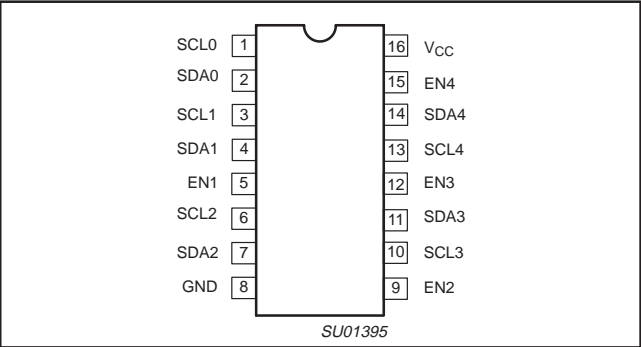 SCL0 1 16 VCC
SDA0 2 15 EN4
SCL1 3 14 SDA4
SDA1 4 13 SCL4
EN1 5 12 EN3
SCL2 6 11 SDA3
SDA2 7 10 SCL3
GND 8 9 EN2
SU01395